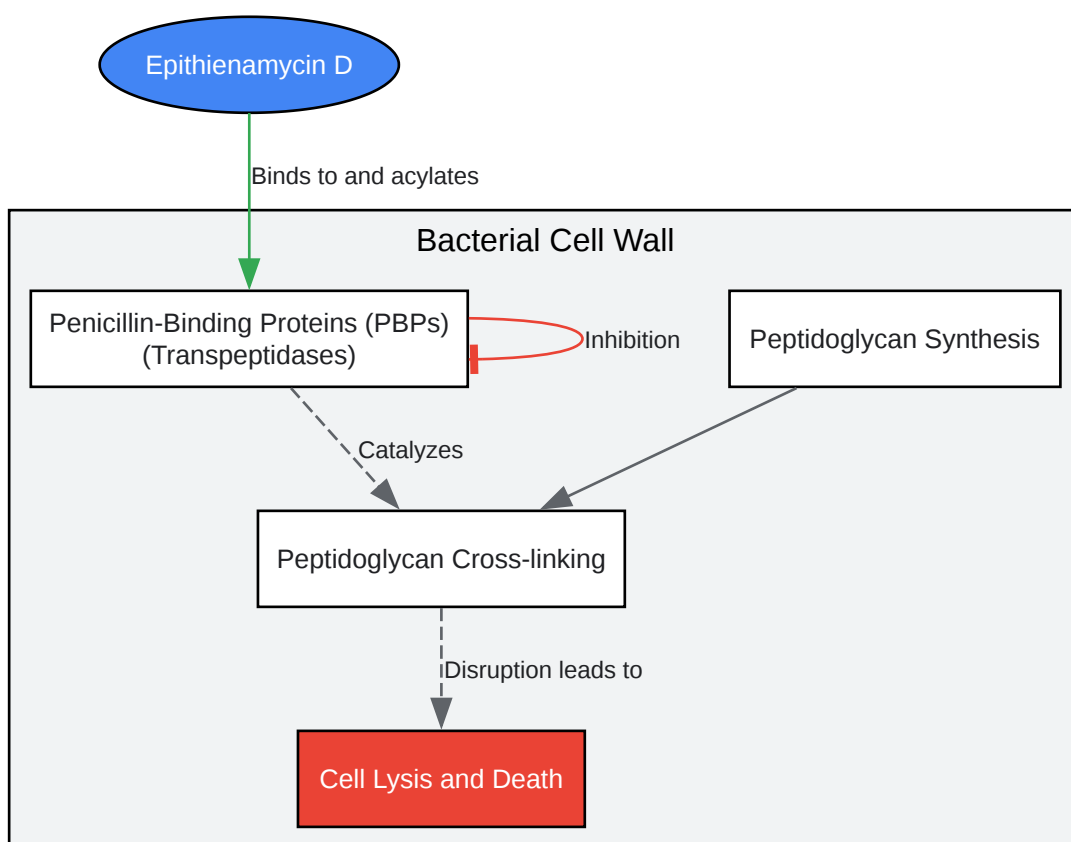 Epithienamycin D
Binds to and acylates
Bacterial Cell Wall
Penicillin-Binding Proteins (PBPs)
(Transpeptidases)
Inhibition
Peptidoglycan Synthesis
Catalyzes
Peptidoglycan Cross-linking
Disruption leads to
Cell Lysis and Death